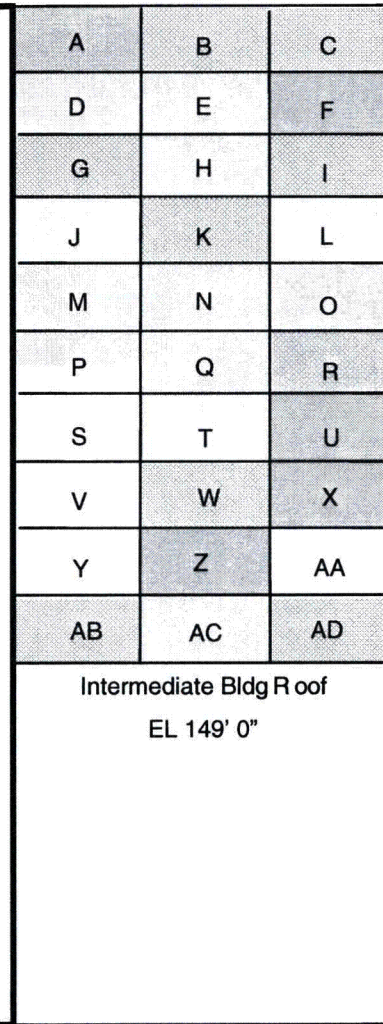 A B C
D E F
G H I
J K L
M N O
P Q R
S T U
V W X
Y Z AA
AB AC AD
Intermediate Bldg R oof
EL 149' 0”